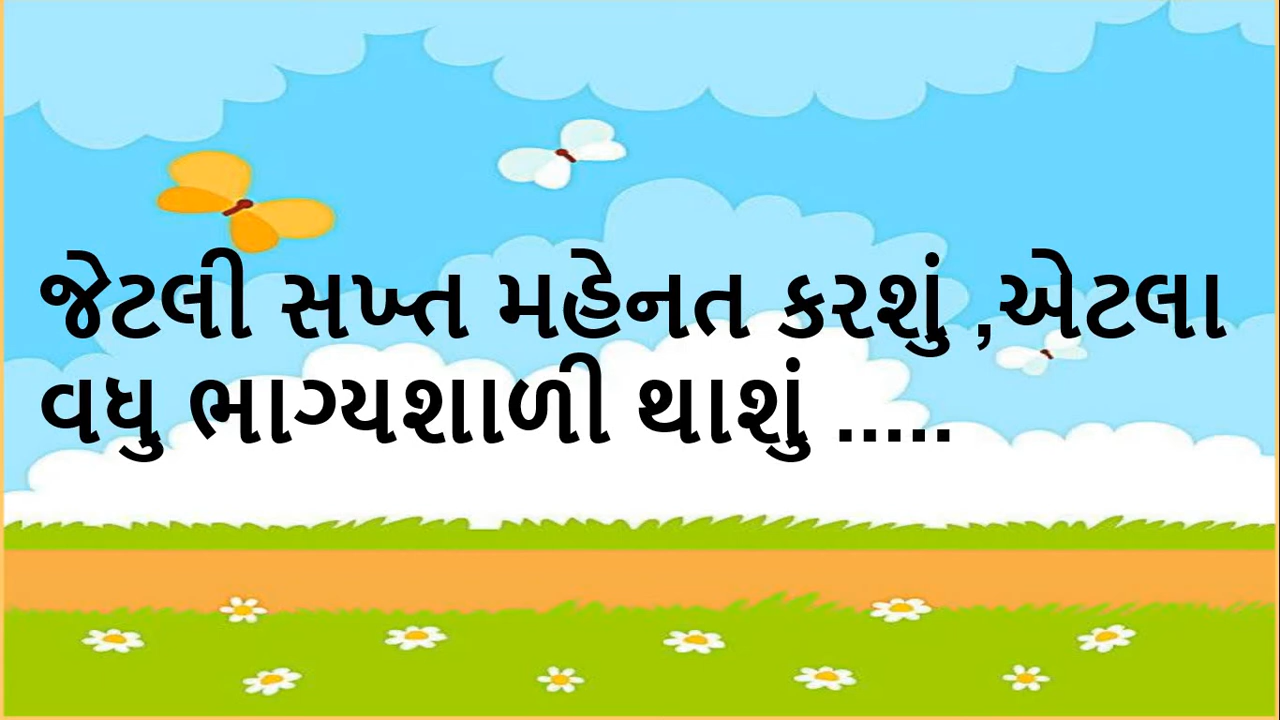 જેટલી સખ્ત મહેનત કરશું ,એટલા
વધુ ભાગ્યશાળી થાશું .....